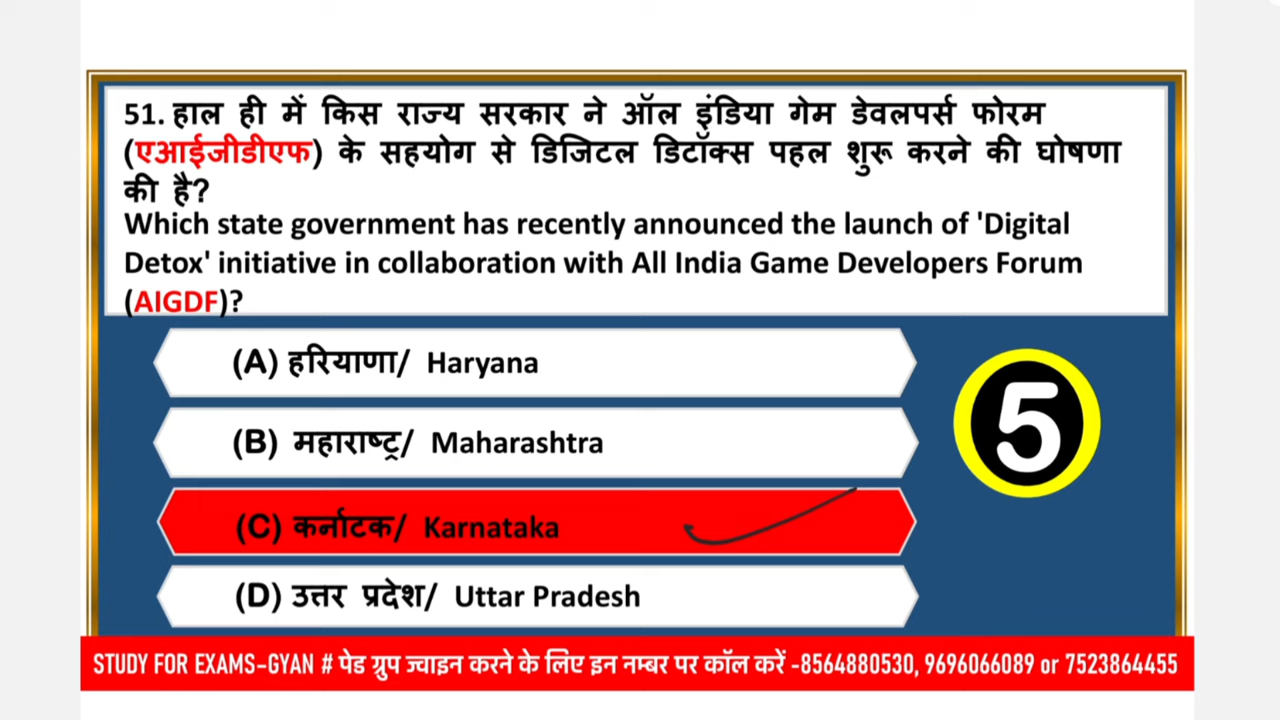 51. हाल ही में किस राज्य सरकार ने ऑल इंडिया गेम डेवलपर्स फोरम
(एआईजीडीएफ) के सहयोग से डिजिटल डिटॉक्स पहल शुरू करने की घोषणा
की है?
Which state government has recently announced the launch of 'Digital
Detox' initiative in collaboration with All India Game Developers Forum
(AIGDF)?
(A) हरियाणा/ Haryana
(B) महाराष्ट्र/ Maharashtra
5
(C) कर्नाटक/ Karnataka
(D) उत्तर प्रदेश/ Uttar Pradesh
STUDY FOR EXAMS-GYAN # पेड ग्रुप ज्वाइन करने के लिए इन नम्बर पर कॉल करें -8564880530, 9696066089 or 7523864455